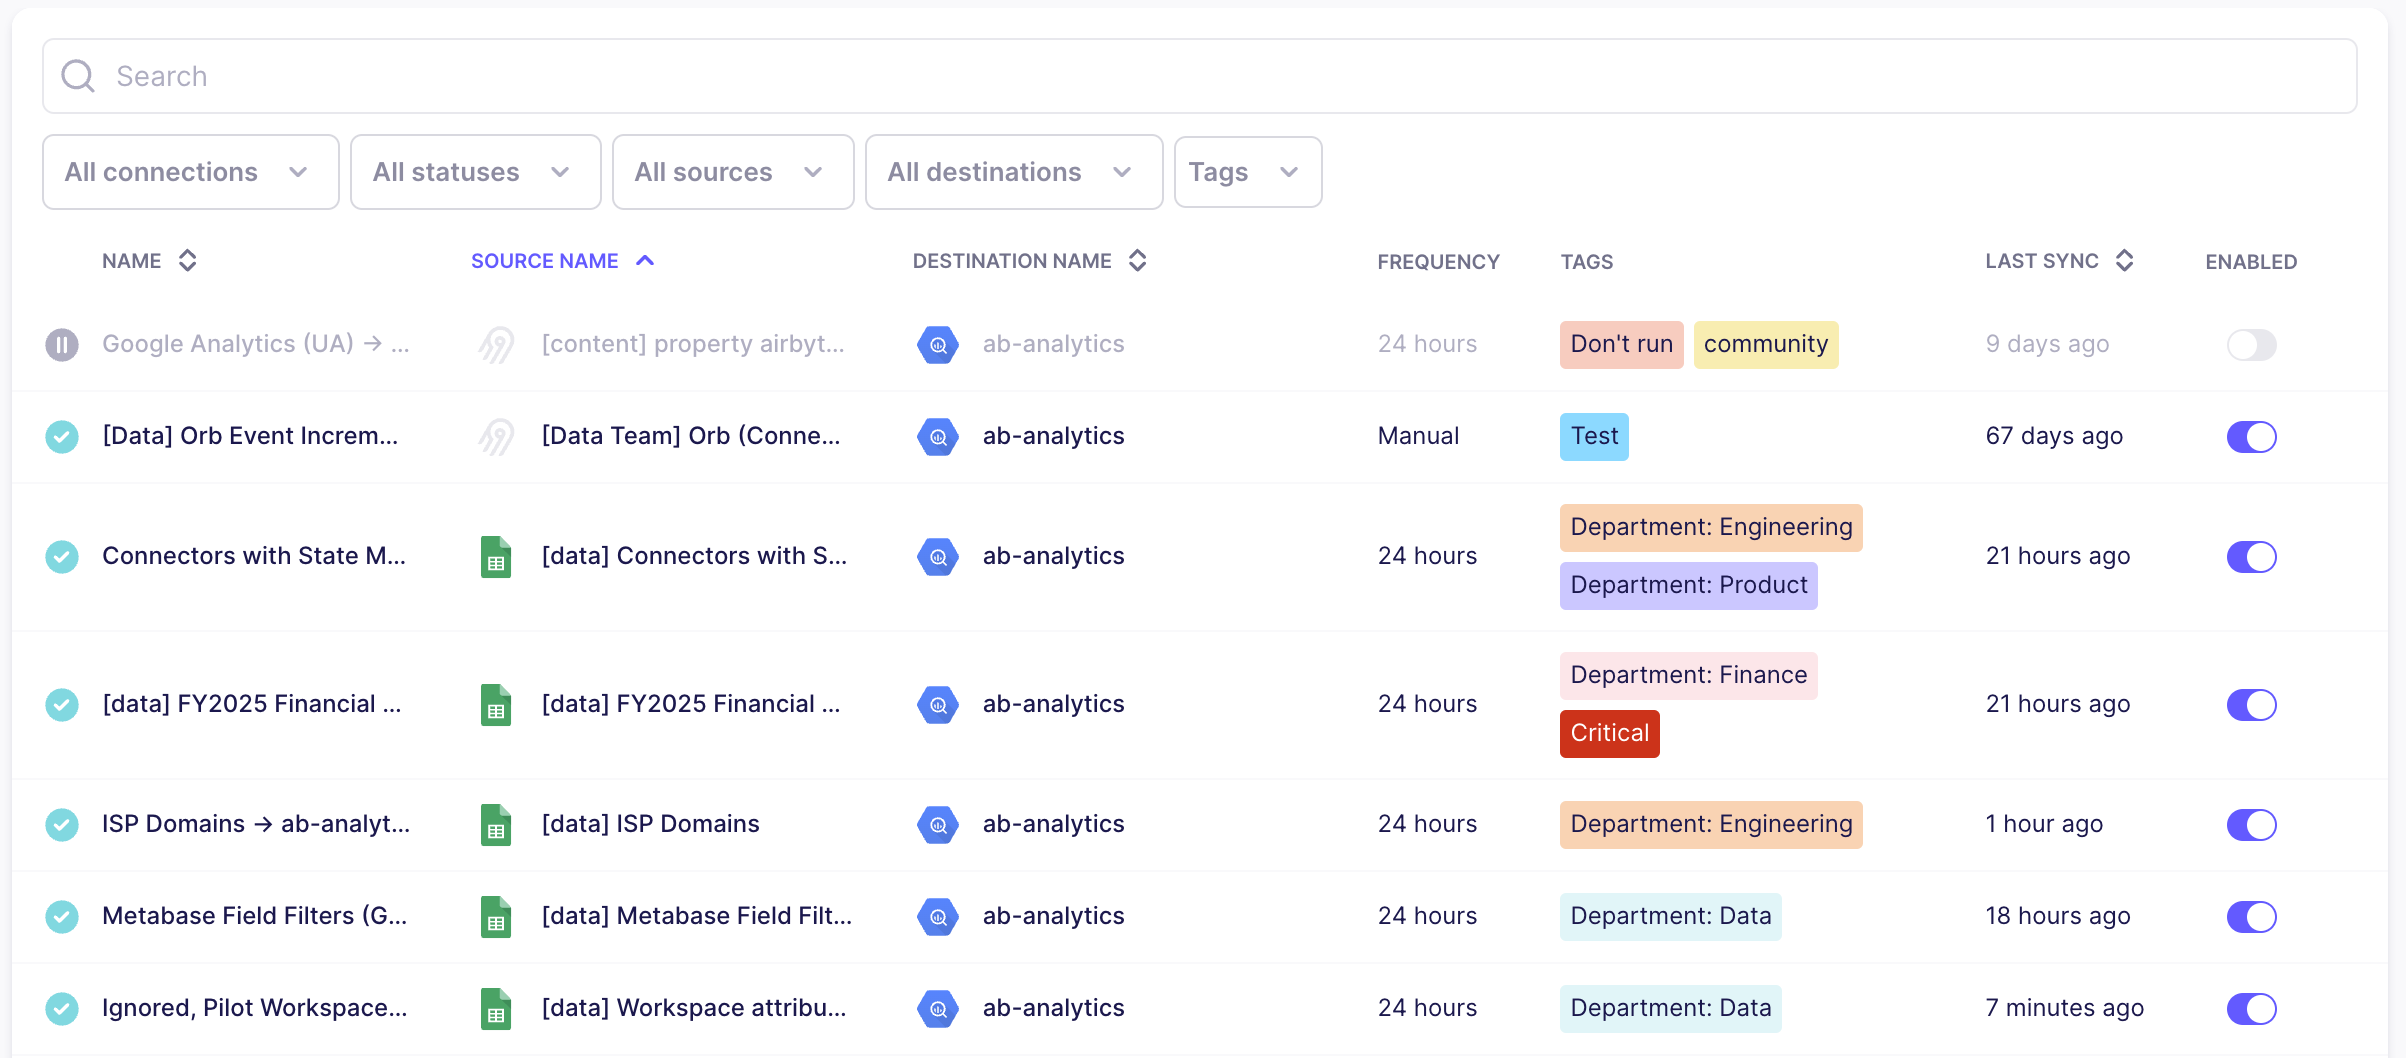 Search
All connections All statuses All sources All destinations Tags
NAME SOURCE NAME DESTINATION NAME FREQUENCY TAGS LAST SYNC ENABLED
Google Analytics (UA) → ... [content] property airbyt... ab-analytics 24 hours Don't run community 9 days ago
[Data] Orb Event Increm... [Data Team] Orb (Conne... ab-analytics Manual Test 67 days ago
Connectors with State M... [data] Connectors with S... ab-analytics 24 hours Department: Engineering 21 hours ago
Department: Product
[data] FY2025 Financial ... [data] FY2025 Financial ... ab-analytics 24 hours Department: Finance 21 hours ago
Critical
ISP Domains → ab-analyt... [data] ISP Domains ab-analytics 24 hours Department: Engineering 1 hour ago
Metabase Field Filters (G... [data] Metabase Field Filt... ab-analytics 24 hours Department: Data 18 hours ago
Ignored, Pilot Workspace... [data] Workspace attribu... ab-analytics 24 hours Department: Data 7 minutes ago